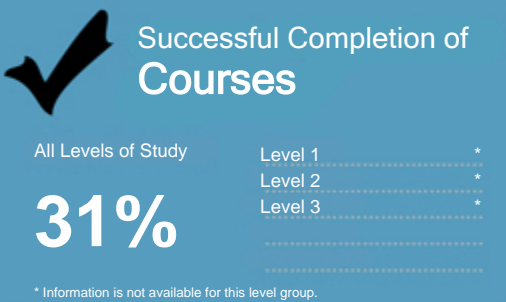 Successful Completion of
Courses
All Levels of Study
31%
Level 1 *
Level 2 *
Level 3 *
* Information is not available for this level group.